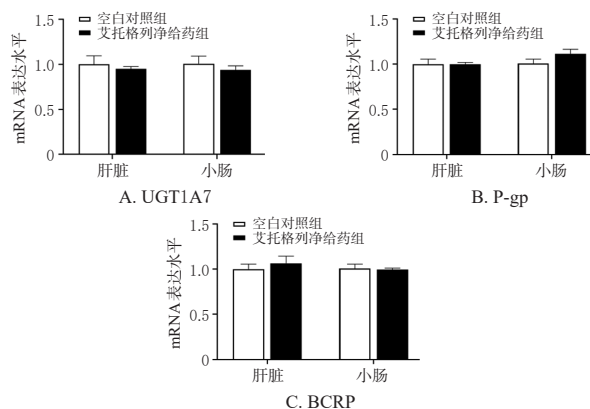 1.5
空白对照组
艾托格列净给药组
1.0
0.5
0
mRNA表达水平
肝脏
小肠
A. UGT1A7
1.5
空白对照组
艾托格列净给药组
1.0
0.5
0
mRNA表达水平
肝脏
小肠
B. P-gp
1.5
空白对照组
艾托格列净给药组
1.0
0.5
0
mRNA表达水平
肝脏
小肠
C. BCRP